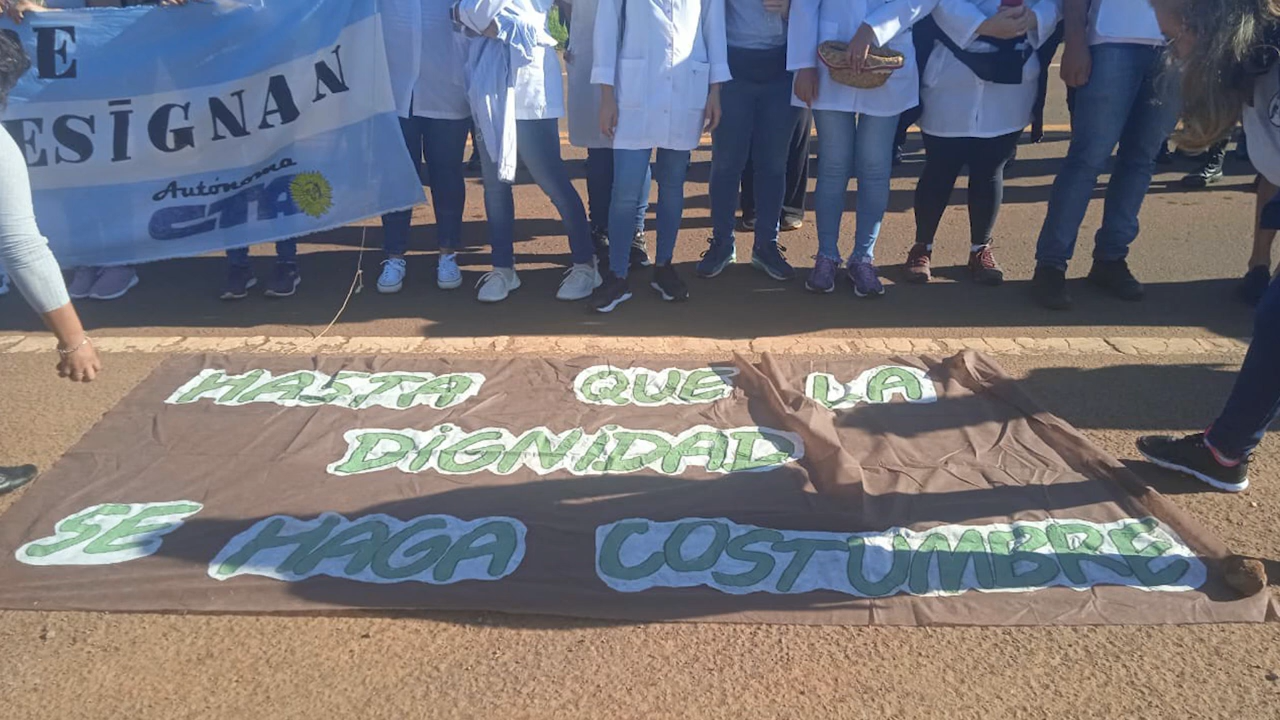 E
ESIGNAN
Autónoma
CTA
HASTA QUE LA
DIGNIDAD
SE HAGA COSTUMBRE